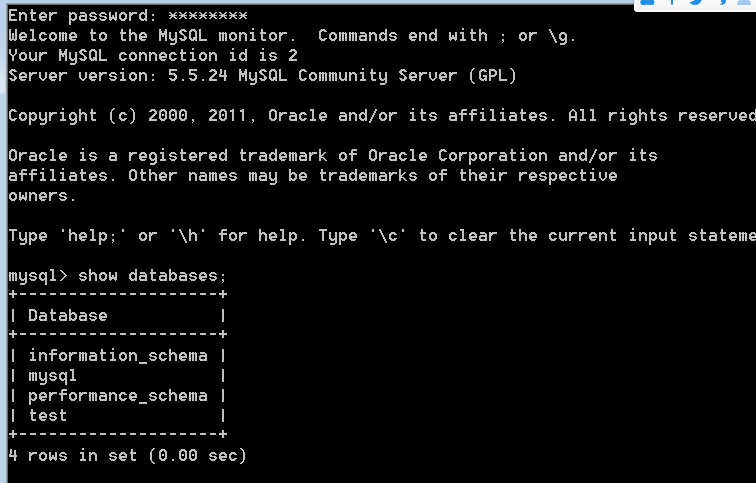 Enter password: ********
Welcome to the MySQL monitor.  Commands end with ; or \g.
Your MySQL connection id is 2
Server version: 5.5.24 MySQL Community Server (GPL)
Copyright (c) 2000, 2011, Oracle and/or its affiliates. All rights reserved
Oracle is a registered trademark of Oracle Corporation and/or its
affiliates. Other names may be trademarks of their respective
owners.
Type 'help;' or '\h' for help. Type '\c' to clear the current input stateme
mysql> show databases;
+--------------------+
| Database           |
+--------------------+
| information_schema |
| mysql              |
| performance_schema |
| test               |
+--------------------+
4 rows in set (0.00 sec)